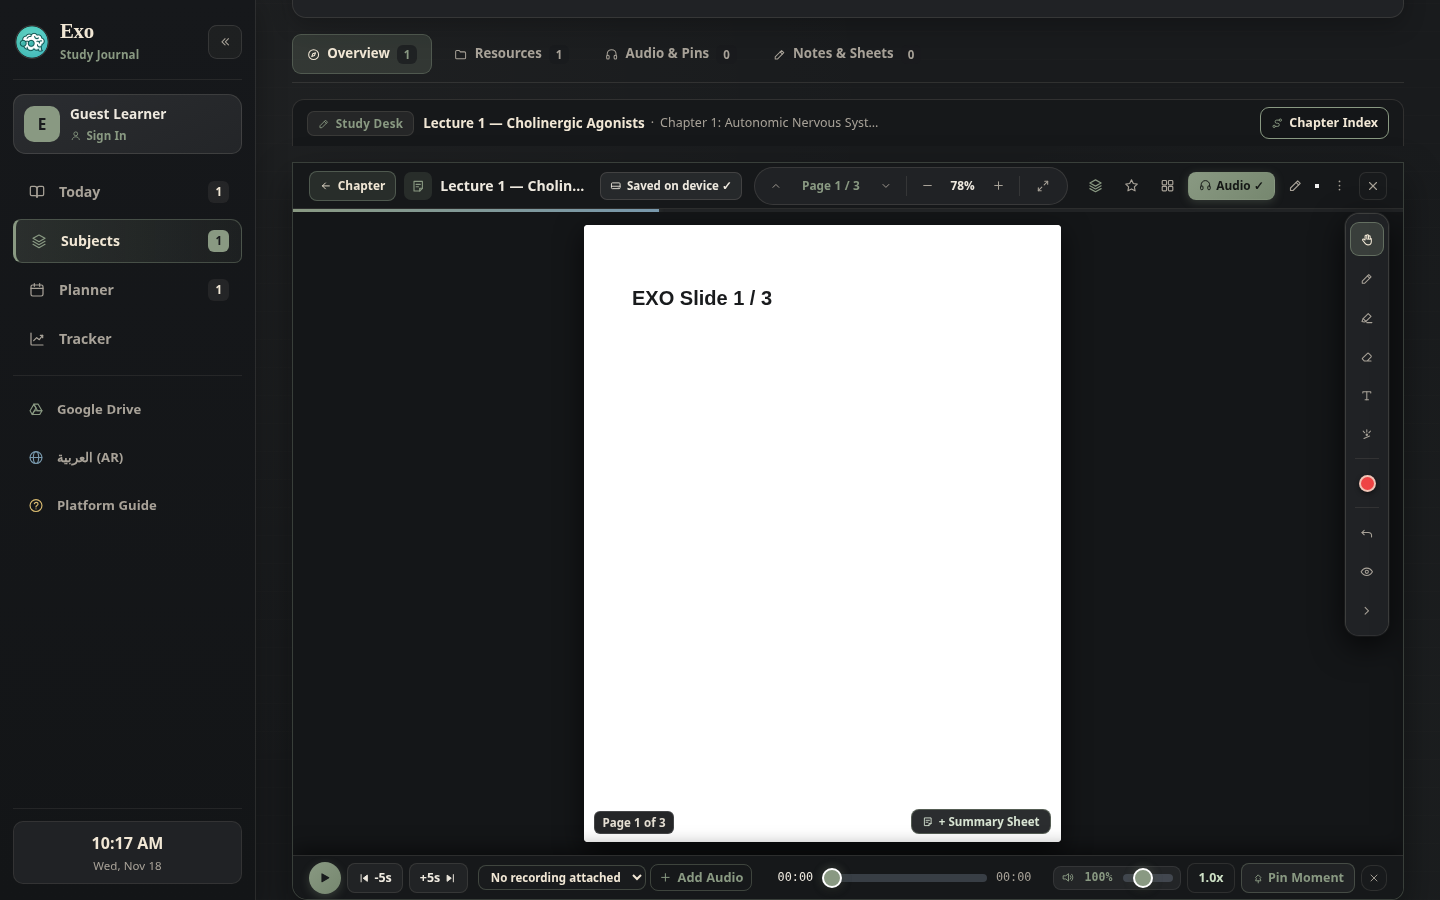 Exo
Study Journal
E
Guest Learner
Sign In
Today 1
Subjects 1
Planner 1
Tracker
Google Drive
العربية (AR)
Platform Guide
10:17 AM
Wed, Nov 18
Overview 1
Resources 1
Audio & Pins 0
Notes & Sheets 0
Study Desk
Lecture 1 — Cholinergic Agonists · Chapter 1: Autonomic Nervous Syst...
Chapter Index
Chapter
Lecture 1 — Cholin...
Saved on device ✓
Page 1 / 3
78%
Audio ✓
EXO Slide 1 / 3
Page 1 of 3
+ Summary Sheet
-5s
+5s
No recording attached
+ Add Audio
00:00
00:00
100%
1.0x
Pin Moment